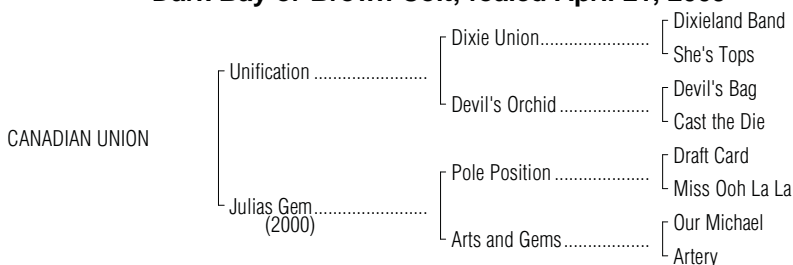 Dark Bay or Brown Colt; foaled April
Dixieland Band
Dixie Union....................
She's Tops
Unification ........................
Devil's Bag
Devil's Orchid ...................
Cast the Die
CANADIAN UNION
Draft Card
Pole Position ....................
Miss Ooh La La
Julias Gem........................
(2000)
Our Michael
Arts and Gems..................
Artery